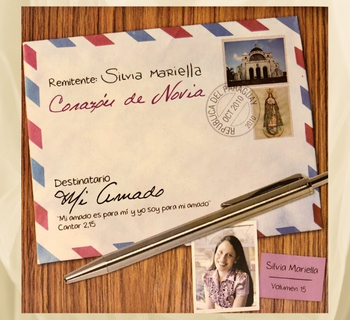 Remitente: Silvia Mariella
Corazón de Novia
REPUBLICA DEL PARAGUAY
OCT 2010
2010
Destinatario
Mi Amado
"Mi amado es para mí y yo soy para mi amado"
Cantar 2,15
Silvia Mariella
Volumen 15